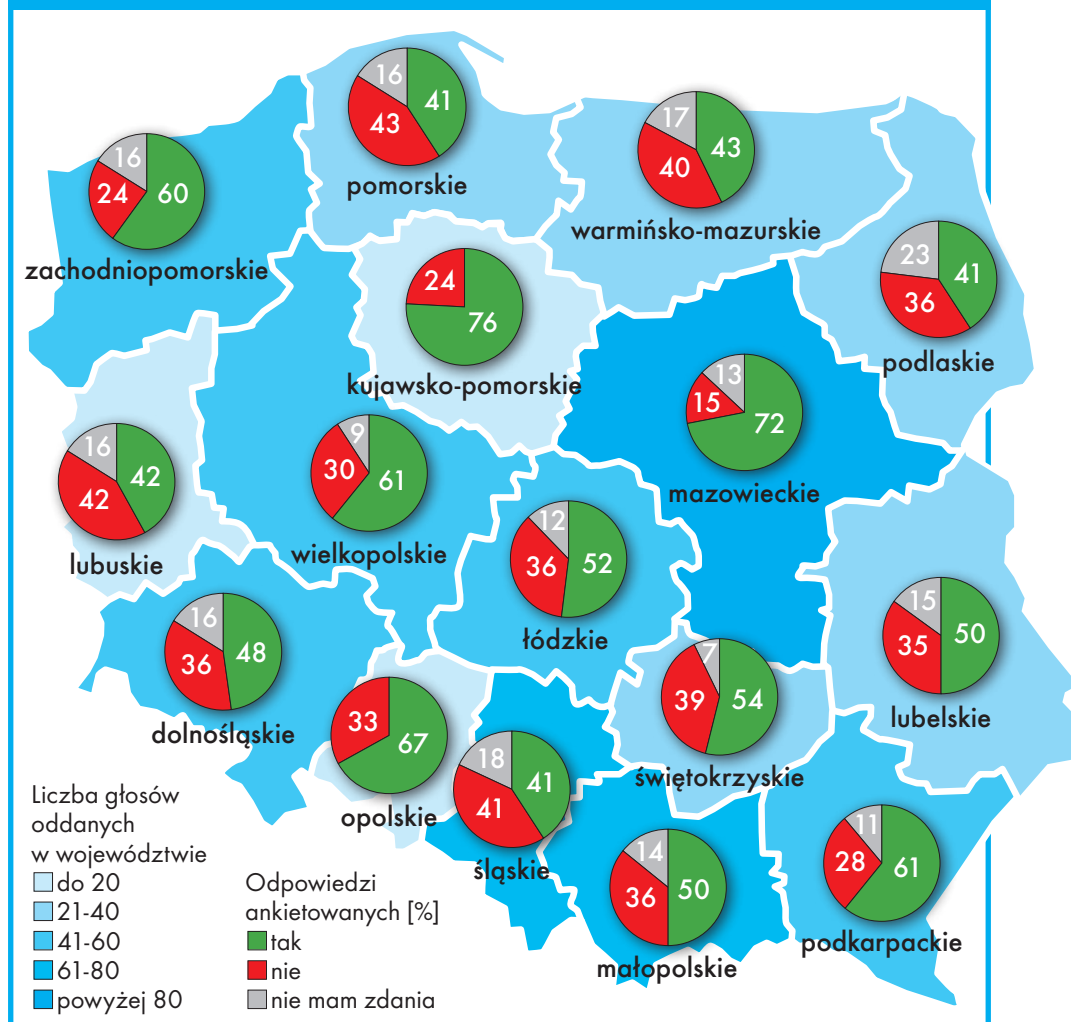 16
41
43
pomorskie
17
43
40
warmińsko-mazurskie
16
24
60
zachodniopomorskie
23
41
36
podlaskie
24
76
kujawsko-pomorskie
13
15
72
mazowieckie
16
42
42
lubuskie
9
30
61
wielkopolskie
12
36
52
łódzkie
15
35
50
lubelskie
16
36
48
dolnośląskie
7
39
54
świętokrzyskie
33
67
opolskie
18
41
41
śląskie
14
36
50
małopolskie
11
28
61
podkarpackie
Liczba głosów
oddanych
w województwie
do 20
21-40
41-60
61-80
powyżej 80
Odpowiedzi
ankietowanych [%]
tak
nie
nie mam zdania